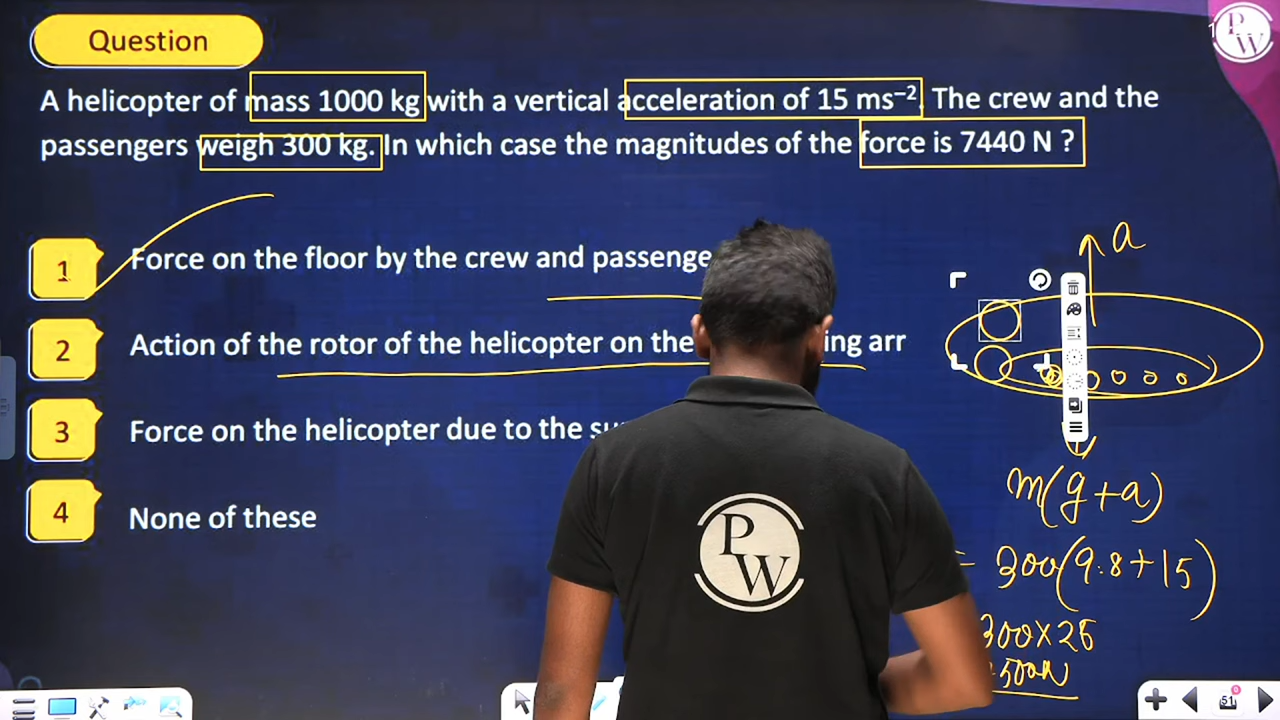 Question
A helicopter of mass 1000 kg with a vertical acceleration of 15 ms⁻². The crew and the
passengers weigh 300 kg. In which case the magnitudes of the force is 7440 N ?
1 Force on the floor by the crew and
2 Action of the rotor of the helicopter on the
3 Force on the helicopter due to the
4 None of these
a
m(g+a)
= 300(9.8+15)
300×25
PW
PW
51